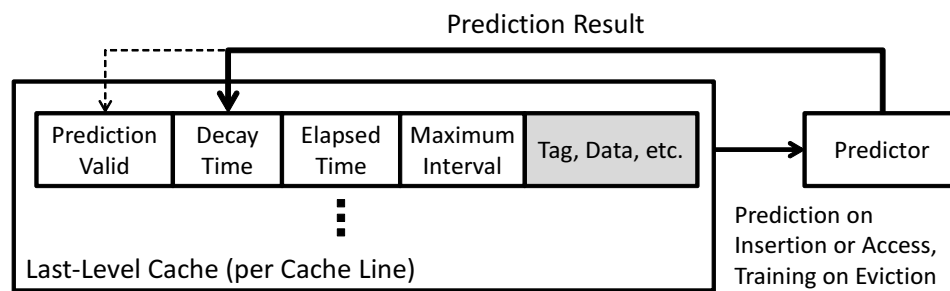 Prediction Result
Prediction Valid
Decay Time
Elapsed Time
Maximum Interval
Tag, Data, etc.
Predictor
Last-Level Cache (per Cache Line)
Prediction on
Insertion or Access,
Training on Eviction